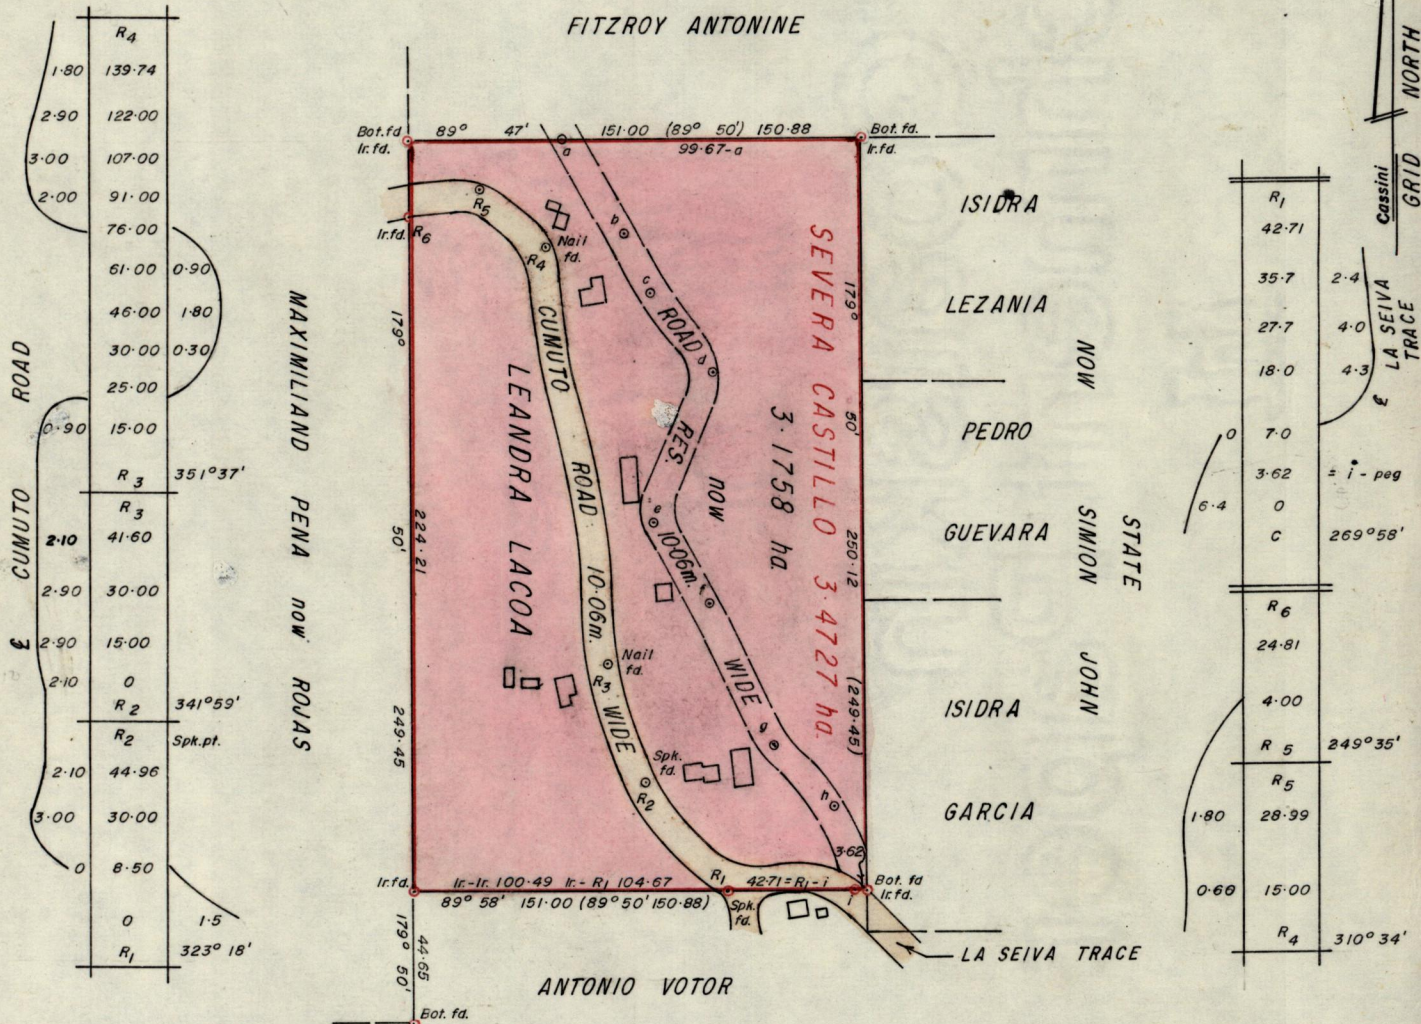 FITZROY ANTONINE
NORTH
GRID
Cassini
R4
1.80 139.74
2.90 122.00
3.00 107.00
2.00 91.00
76.00
61.00 0.90
46.00 1.80
30.00 0.30
25.00
0.90 15.00
R3 351°37'
R3
2.10 41.60
2.90 30.00
2.90 15.00
2.10 0
R2 341°59'
R2 Spk.pt.
2.10 44.96
3.00 30.00
0 8.50
0 1.5
R1 323° 18'
℄ CUMUTO ROAD
MAXIMILIANO PENA now ROJAS
Bot.fd
Ir.fd.
89° 47' 151.00 (89° 50') 150.88
99.67-a
Bot. fd.
Ir.fd.
a
b
c
d
e
f
g
h
i
R5
R4
Nail
fd.
Ir.fd. R6
179° 50'
224.21
249.45
CUMUTO ROAD 10.06m. WIDE
LEANDRA LACOA
ROAD RES. 10.06m. WIDE
now
3.1758 ha
SEVERA CASTILLO 3.4727 ha.
179° 50' 250.12 (249.45)
Nail
fd.
R3
Spk.
fd.
R2
3.62
Ir.fd.
Ir.-Ir. 100.49 Ir.-R1 104.67
R1
42.71=R1-i
89° 58' 151.00 (89° 50' 150.88)
Spk.
fd.
Bot. fd
Ir.fd.
44.65
179° 50'
Bot. fd.
LA SEIVA TRACE
ANTONIO VOTOR
ISIDRA
LEZANIA
PEDRO
GUEVARA
ISIDRA
GARCIA
NOW SIMION JOHN
STATE
R1
42.71
35.7 2.4
27.7 4.0
18.0 4.3
0 7.0
3.62 = i - peg
6.4 0
C 269°58'
℄ LA SEIVA
TRACE
R6
24.81
4.00
R5 249°35'
R5
1.80 28.99
0.66 15.00
R4 310°34'